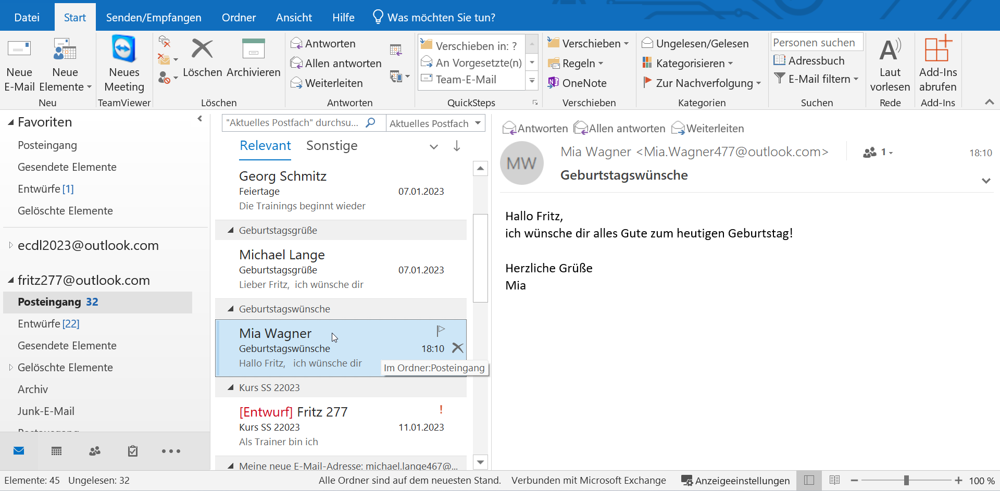 Datei
Start
Senden/Empfangen
Ordner
Ansicht
Hilfe
Was möchten Sie tun?
Neue
E-Mail
Neue
Elemente
Neu
Neues
Meeting
TeamViewer
Löschen
Archivieren
Löschen
Antworten
Allen antworten
Weiterleiten
Antworten
Verschieben in: ?
An Vorgesetzte(n)
Team-E-Mail
QuickSteps
Verschieben
Regeln
OneNote
Verschieben
Ungelesen/Gelesen
Kategorisieren
Zur Nachverfolgung
Kategorien
Personen suchen
Adressbuch
E-Mail filtern
Suchen
Laut
vorlesen
Rede
Add-Ins
abrufen
Add-Ins
Favoriten
Posteingang
Gesendete Elemente
Entwürfe [1]
Gelöschte Elemente
ecdl2023@outlook.com
fritz277@outlook.com
Posteingang 32
Entwürfe [22]
Gesendete Elemente
Gelöschte Elemente
Archiv
Junk-E-Mail
"Aktuelles Postfach" durchsu...
Aktuelles Postfach
Relevant
Sonstige
Georg Schmitz
Feiertage 07.01.2023
Die Trainings beginnt wieder
Geburtstagsgrüße
Michael Lange
Geburtstagsgrüße 07.01.2023
Lieber Fritz, ich wünsche dir
Geburtstagswünsche
Mia Wagner
Geburtstagswünsche 18:10
Hallo Fritz, ich wünsche dir
Im Ordner:Posteingang
Kurs SS 22023
[Entwurf] Fritz 277 !
Kurs SS 22023 11.01.2023
Als Trainer bin ich
Meine neue E-Mail-Adresse: michael.lange467@...
Antworten Allen antworten Weiterleiten
MW
Mia Wagner <Mia.Wagner477@outlook.com>
1
18:10
Geburtstagswünsche
Hallo Fritz,
ich wünsche dir alles Gute zum heutigen Geburtstag!
Herzliche Grüße
Mia
Elemente: 45 Ungelesen: 32
Alle Ordner sind auf dem neuesten Stand.
Verbunden mit Microsoft Exchange
Anzeigeeinstellungen
100 %